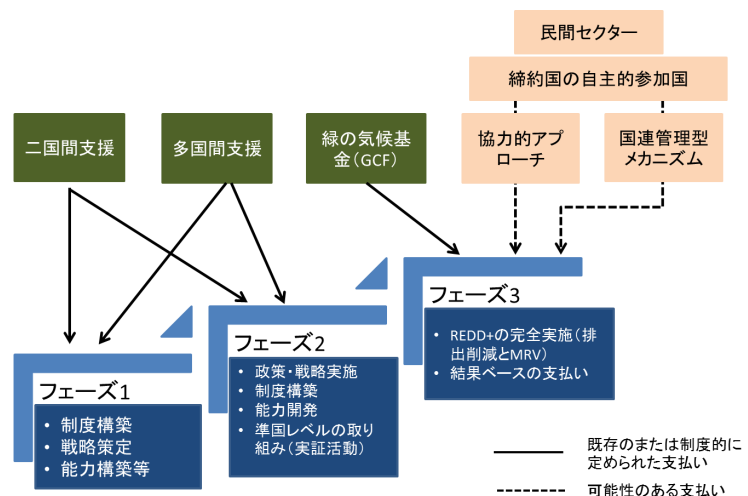 民間セクター
締約国の自主的参加国
二国間支援
多国間支援
緑の気候基
金(GCF)
協力的アプ
ローチ
国連管理型
メカニズム
フェーズ3
• REDD+の完全実施(排
出削減とMRV)
• 結果ベースの支払い
フェーズ2
• 政策・戦略実施
• 制度構築
• 能力開発
• 準国レベルの取り
組み(実証活動)
フェーズ1
• 制度構築
• 戦略策定
• 能力構築等
既存のまたは制度的に
定められた支払い
可能性のある支払い